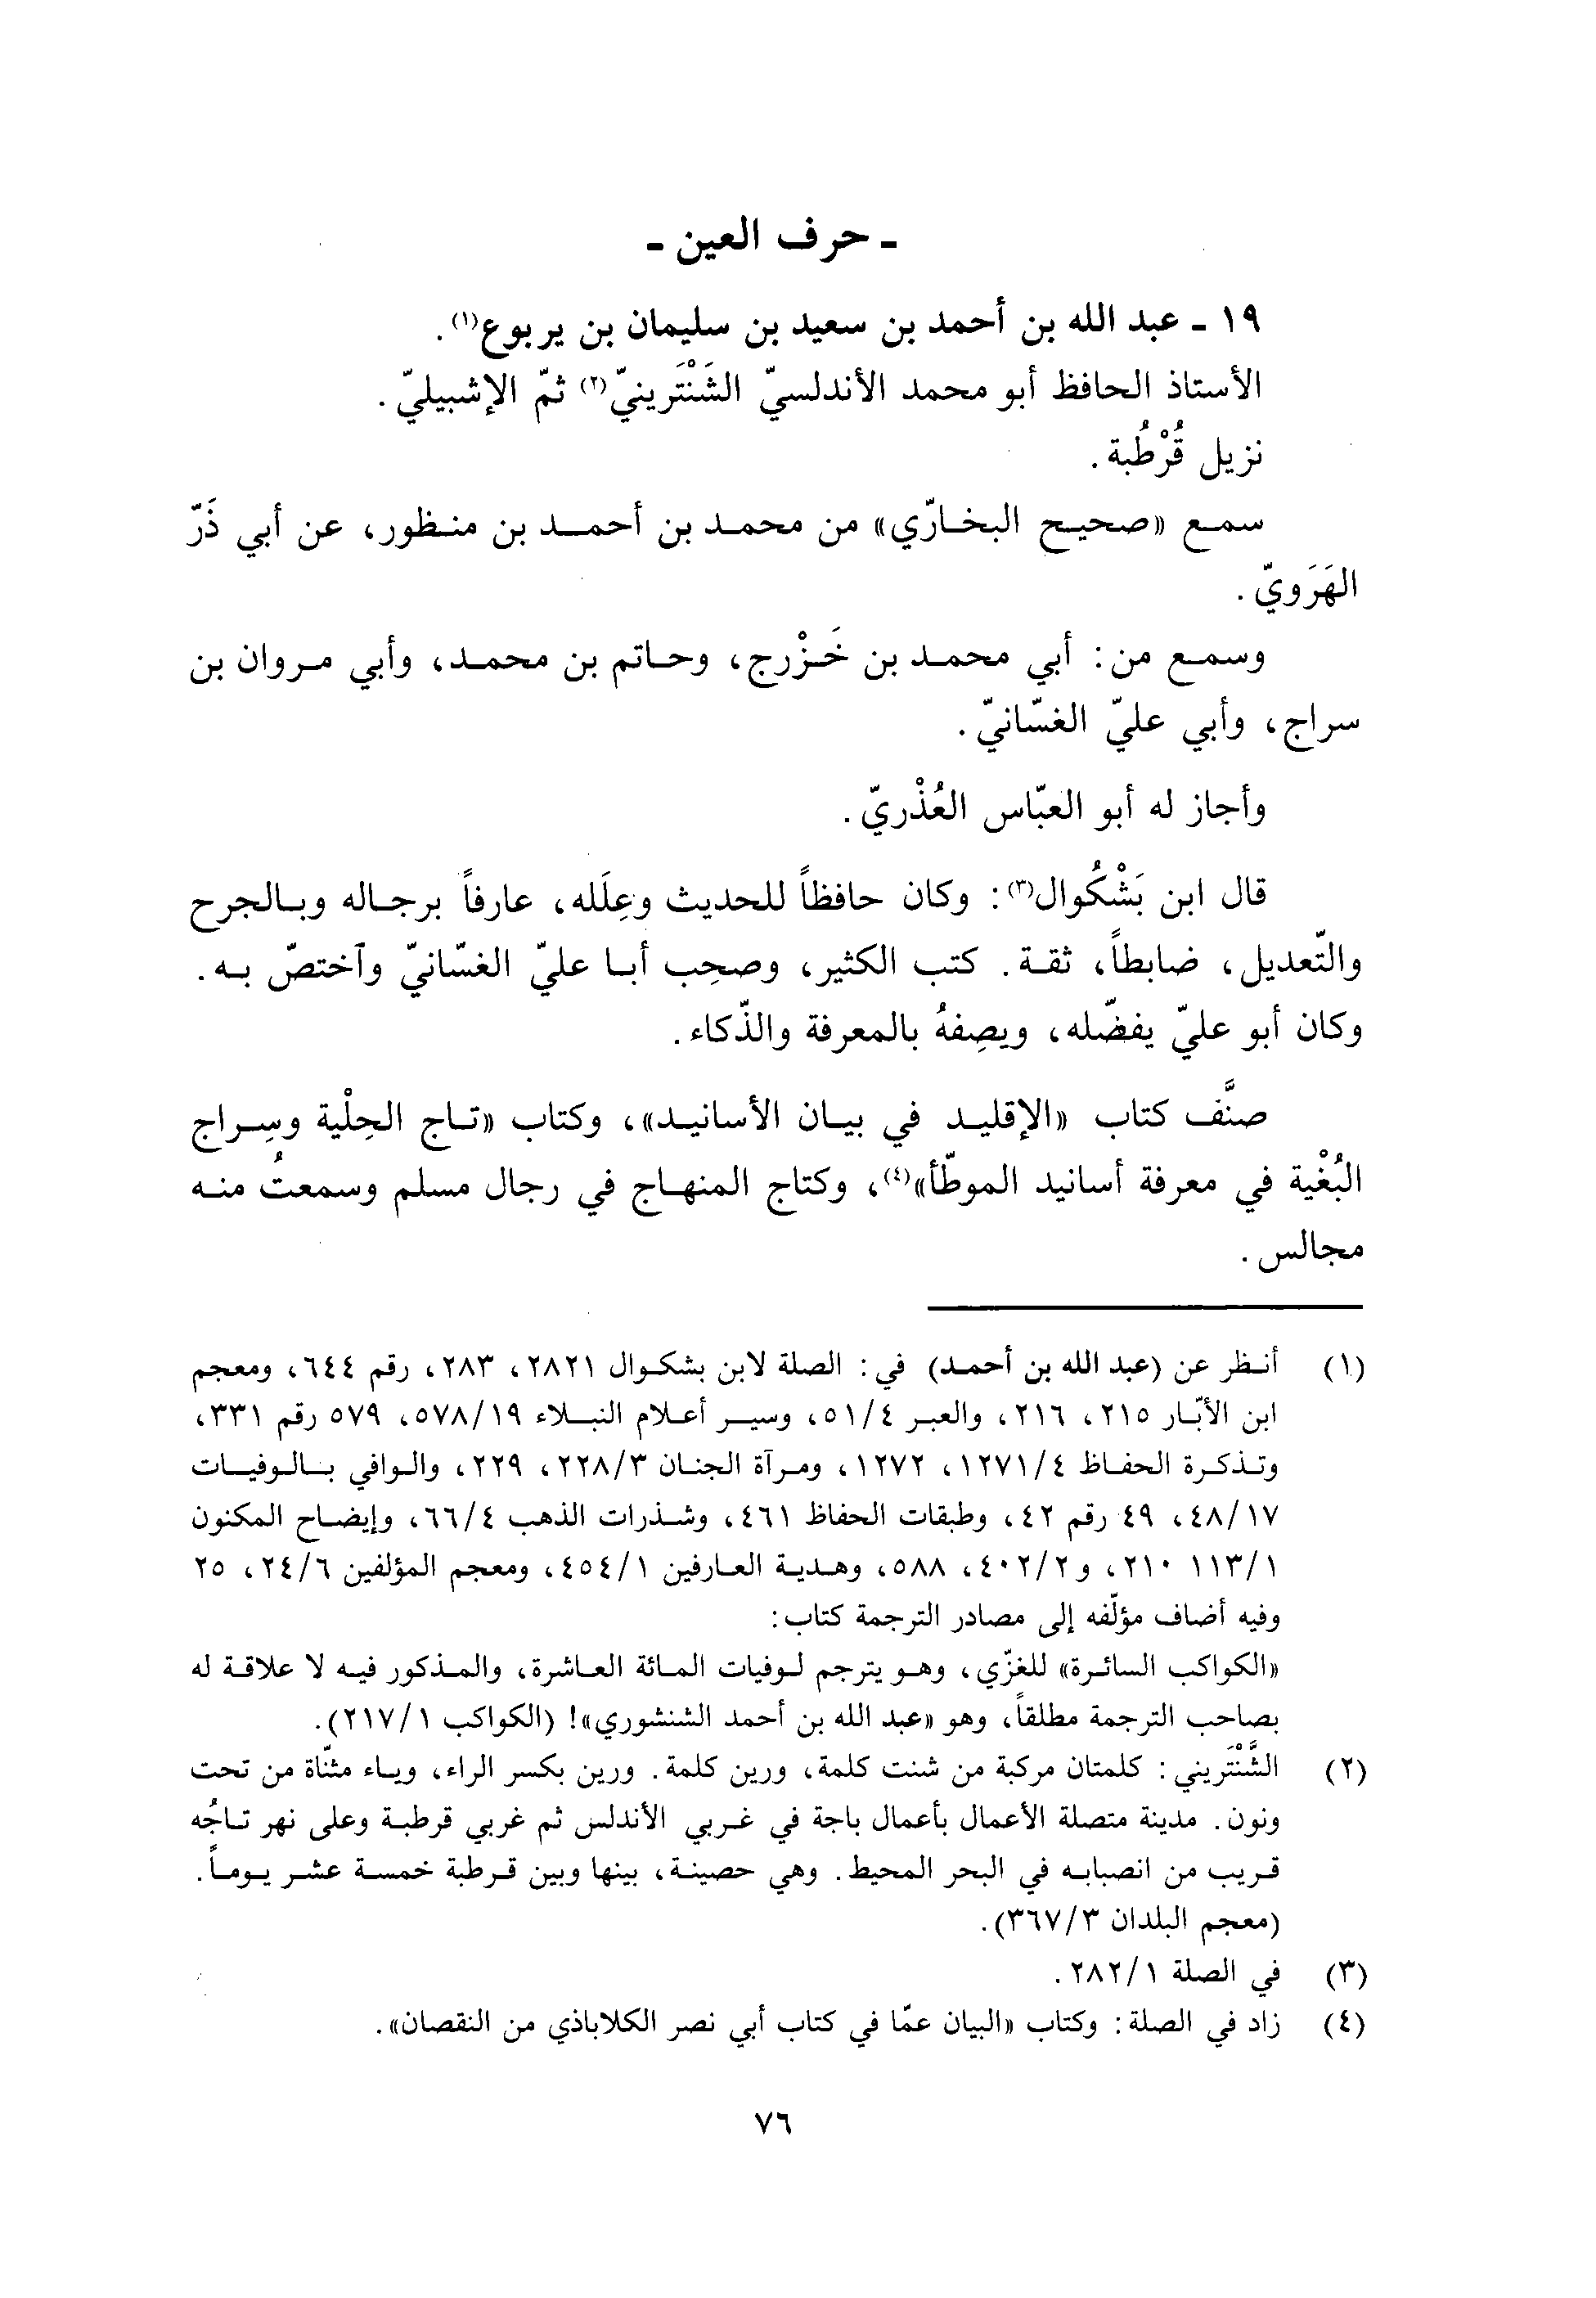 ـ حرف العين ـ
١٩ ـ عبد الله بن أحمد بن سعيد بن سليمان بن يربوع(١).
الأستاذ الحافظ أبو محمد الأندلسيّ الشَنْتَرينيّ(٢) ثمّ الإشبيليّ.
نزيل قُرْطُبة.
سمع «صحيح البخارّي» من محمد بن أحمد بن منظور، عن أبي ذَرّ
الهَرَويّ.
وسمع من: أبي محمد بن خَزْرج، وحاتم بن محمد، وأبي مروان بن
سراج، وأبي عليّ الغسّانيّ.
وأجاز له أبو العبّاس العُذْريّ.
قال ابن بَشْكُوال(٣): وكان حافظاً للحديث وعِلَله، عارفاً برجاله وبالجرح
والتّعديل، ضابطاً، ثقة. كتب الكثير، وصحِب أبا عليّ الغسّانيّ وآختصّ به.
وكان أبو عليّ يفضّله، ويصِفهُ بالمعرفة والذّكاء.
صنَّف كتاب «الإقليد في بيان الأسانيد»، وكتاب «تاج الحِلْية وسِراج
البُغْية في معرفة أسانيد الموطّأ»(٤)، وكتاج المنهاج في رجال مسلم وسمعتُ منه
مجالس.
(١) أنظر عن (عبد الله بن أحمد) في: الصلة لابن بشكوال ٢٨٢١، ٢٨٣، رقم ٦٤٤، ومعجم
ابن الأبّار ٢١٥، ٢١٦، والعبر ٥١/٤، وسير أعلام النبلاء ٥٧٨/١٩، ٥٧٩ رقم ٣٣١،
وتذكرة الحفاظ ١٢٧١/٤، ١٢٧٢، ومرآة الجنان ٢٢٨/٣، ٢٢٩، والوافي بالوفيات
٤٨/١٧، ٤٩ رقم ٤٢، وطبقات الحفاظ ٤٦١، وشذرات الذهب ٦٦/٤، وإيضاح المكنون
١١٣/١ ٢١٠، و٤٠٢/٢، ٥٨٨، وهدية العارفين ٤٥٤/١، ومعجم المؤلفين ٢٤/٦، ٢٥
وفيه أضاف مؤلّفه إلى مصادر الترجمة كتاب:
«الكواكب السائرة» للغزّي، وهو يترجم لوفيات المائة العاشرة، والمذكور فيه لا علاقة له
بصاحب الترجمة مطلقاً، وهو «عبد الله بن أحمد الشنشوري»! (الكواكب ٢١٧/١).
(٢) الشَّنْتَريني: كلمتان مركبة من شنت كلمة، ورين كلمة. ورين بكسر الراء، وياء مثنّاة من تحت
ونون. مدينة متصلة الأعمال بأعمال باجة في غربي الأندلس ثم غربي قرطبة وعلى نهر تاجُه
قريب من انصبابه في البحر المحيط. وهي حصينة، بينها وبين قرطبة خمسة عشر يوماً.
(معجم البلدان ٣٦٧/٣).
(٣) في الصلة ٢٨٢/١.
(٤) زاد في الصلة: وكتاب «البيان عمّا في كتاب أبي نصر الكلاباذي من النقصان».
٧٦